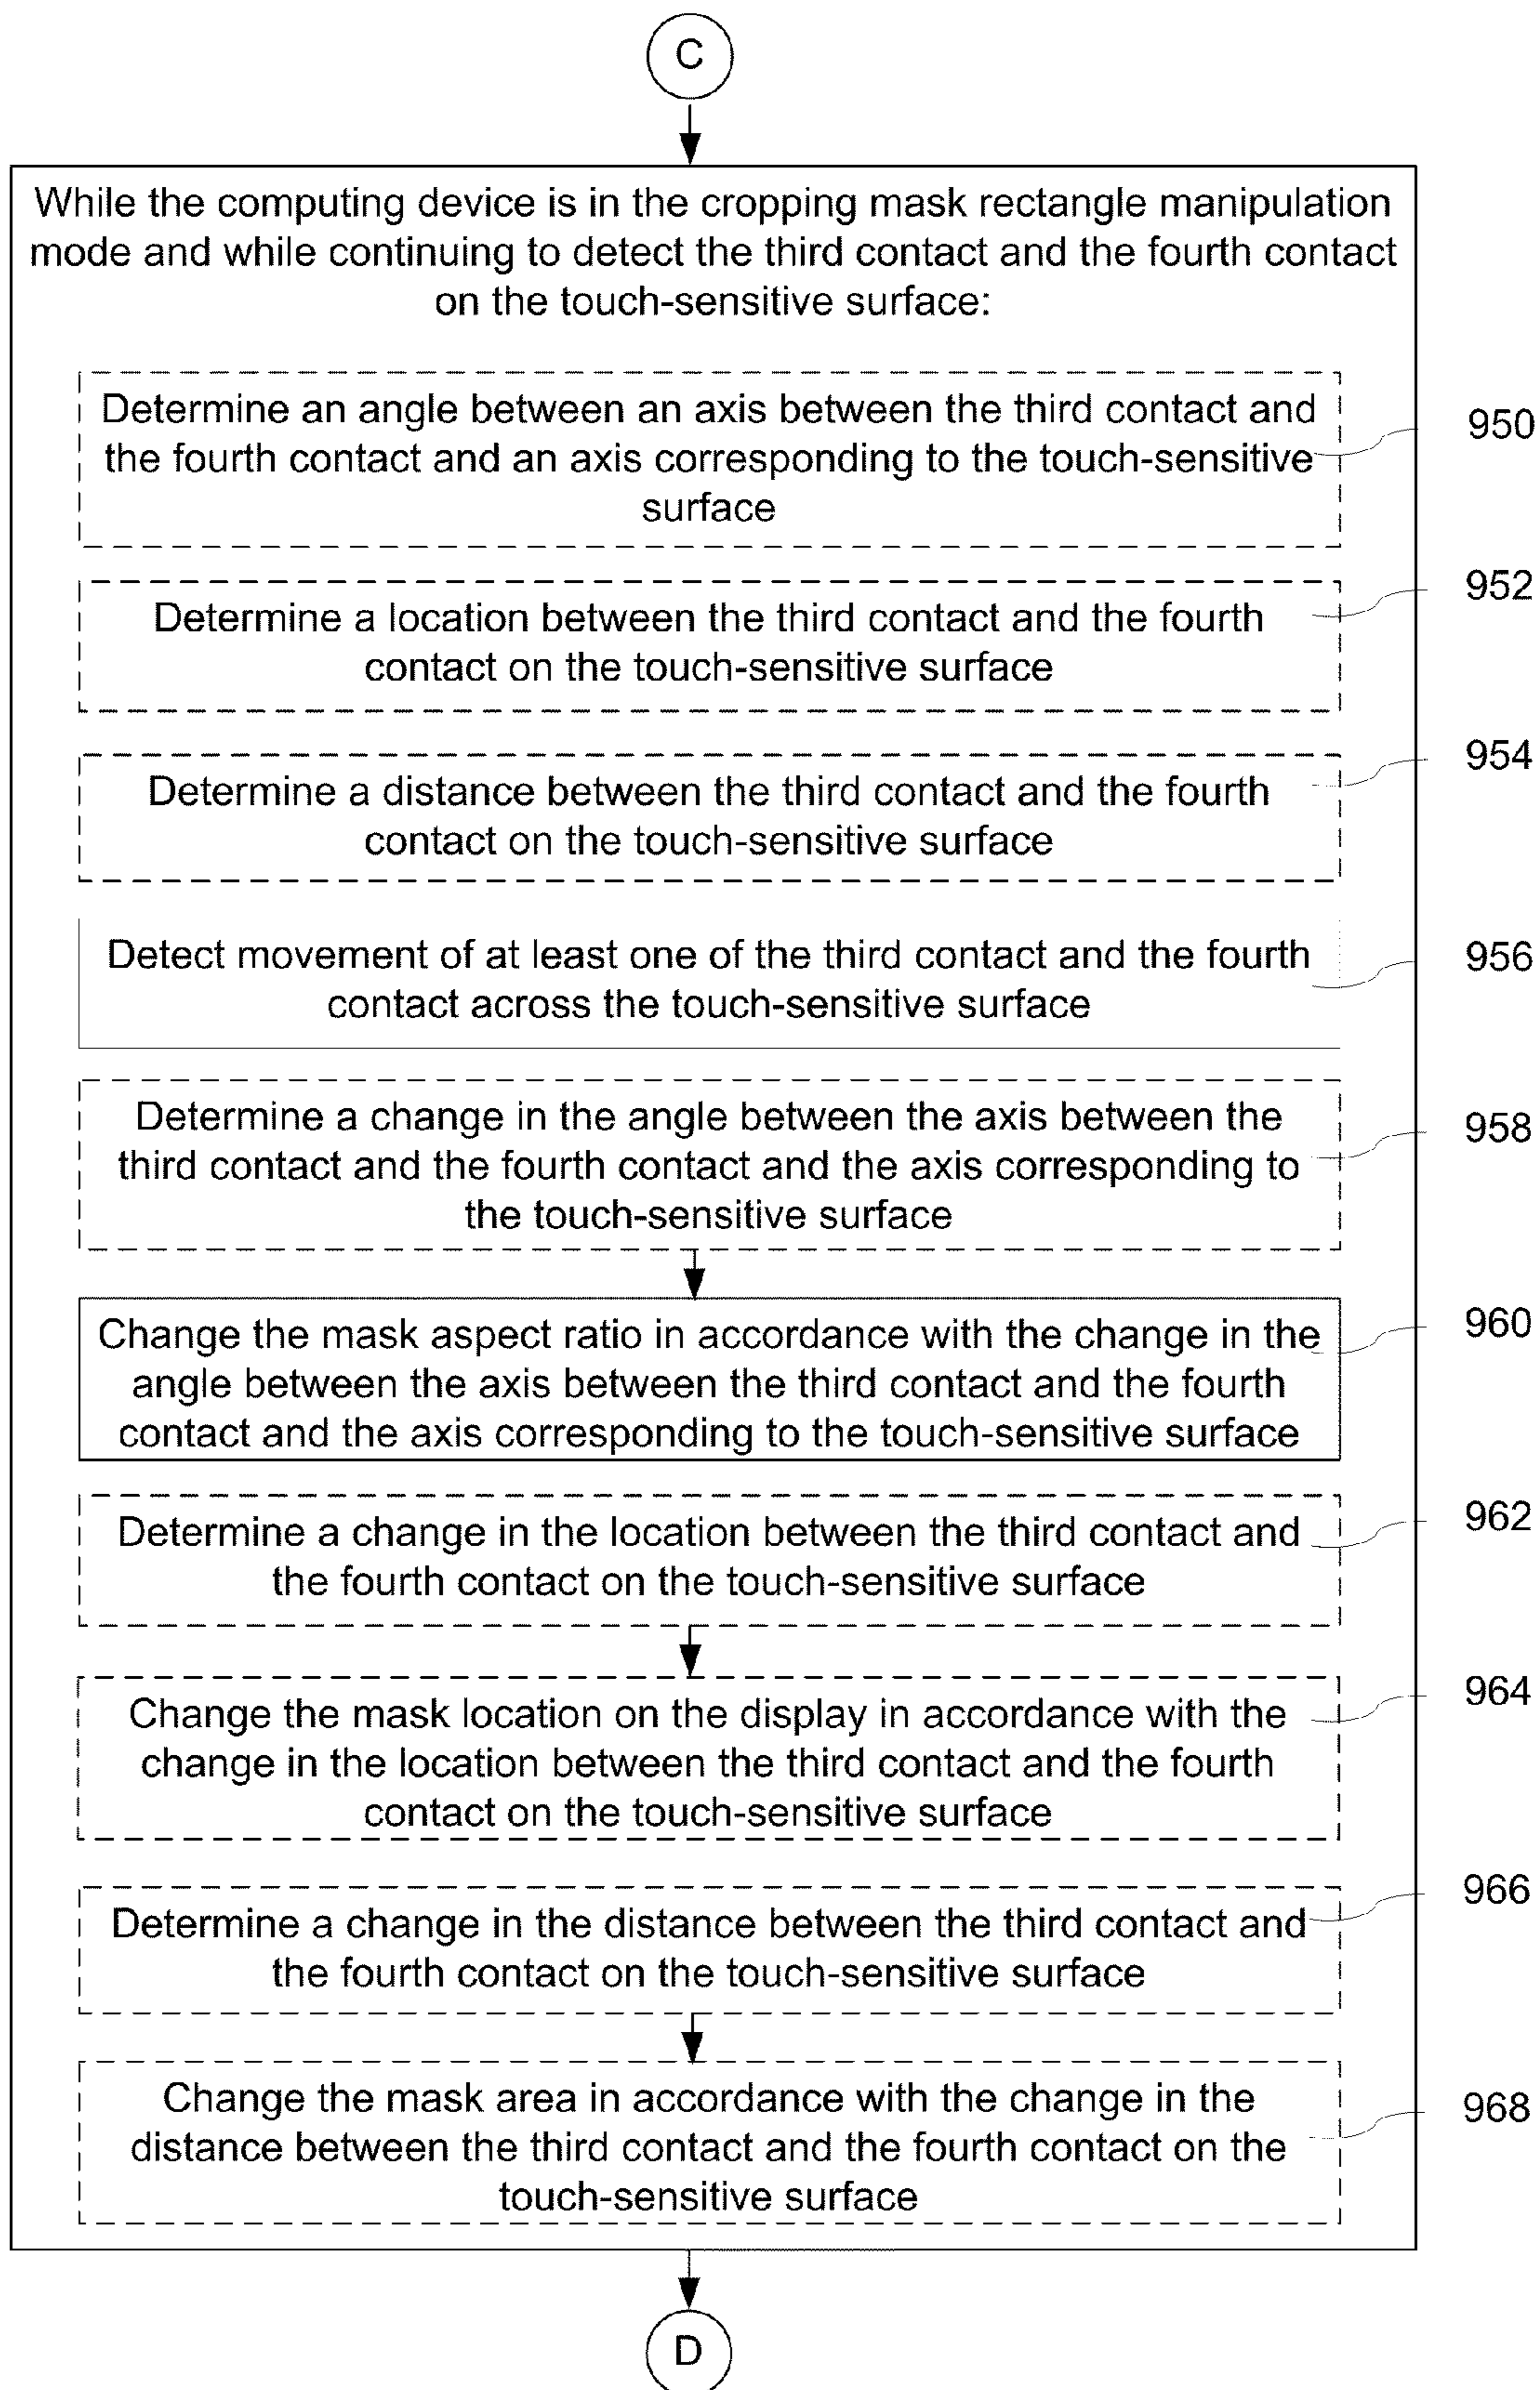 C
While the computing device is in the cropping mask rectangle manipulation
mode and while continuing to detect the third contact and the fourth contact
on the touch-sensitive surface:
Determine an angle between an axis between the third contact and
the fourth contact and an axis corresponding to the touch-sensitive
surface
950
Determine a location between the third contact and the fourth
contact on the touch-sensitive surface
952
Determine a distance between the third contact and the fourth
contact on the touch-sensitive surface
954
Detect movement of at least one of the third contact and the fourth
contact across the touch-sensitive surface
956
Determine a change in the angle between the axis between the
third contact and the fourth contact and the axis corresponding to
the touch-sensitive surface
958
Change the mask aspect ratio in accordance with the change in the
angle between the axis between the third contact and the fourth
contact and the axis corresponding to the touch-sensitive surface
960
Determine a change in the location between the third contact and
the fourth contact on the touch-sensitive surface
962
Change the mask location on the display in accordance with the
change in the location between the third contact and the fourth
contact on the touch-sensitive surface
964
Determine a change in the distance between the third contact and
the fourth contact on the touch-sensitive surface
966
Change the mask area in accordance with the change in the
distance between the third contact and the fourth contact on the
touch-sensitive surface
968
D